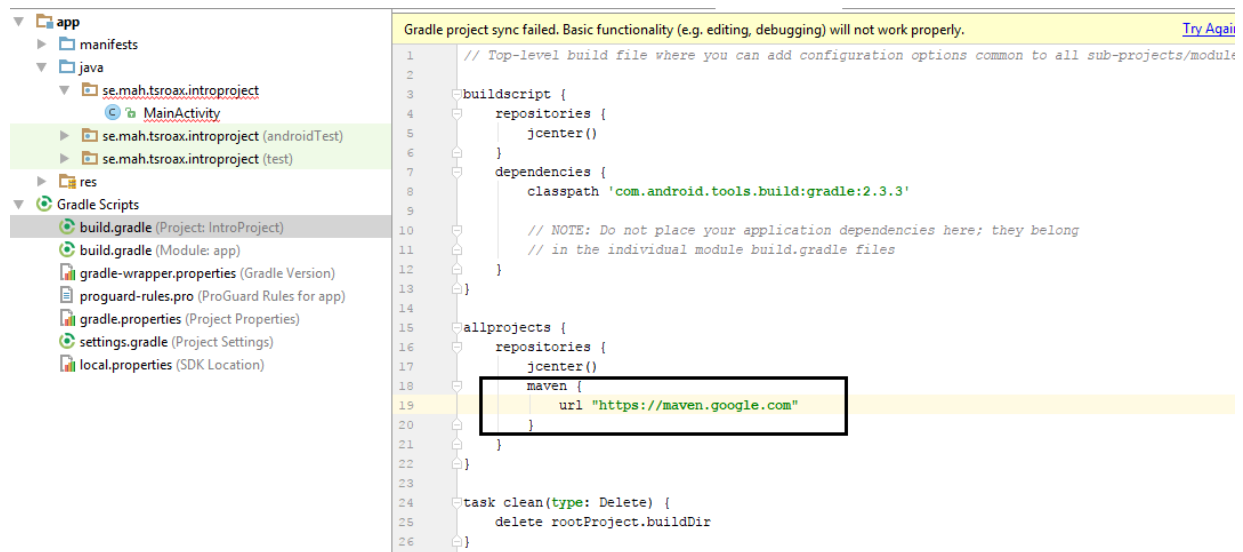 app
manifests
java
se.mah.tsroax.introproject
MainActivity
se.mah.tsroax.introproject (androidTest)
se.mah.tsroax.introproject (test)
res
Gradle Scripts
build.gradle (Project: IntroProject)
build.gradle (Module: app)
gradle-wrapper.properties (Gradle Version)
proguard-rules.pro (ProGuard Rules for app)
gradle.properties (Project Properties)
settings.gradle (Project Settings)
local.properties (SDK Location)
Gradle project sync failed. Basic functionality (e.g. editing, debugging) will not work properly. Try Again
1 // Top-level build file where you can add configuration options common to all sub-projects/module
2
3 buildscript {
4 repositories {
5 jcenter()
6 }
7 dependencies {
8 classpath 'com.android.tools.build:gradle:2.3.3'
9
10 // NOTE: Do not place your application dependencies here; they belong
11 // in the individual module build.gradle files
12 }
13 }
14
15 allprojects {
16 repositories {
17 jcenter()
18 maven {
19 url "https://maven.google.com"
20 }
21 }
22 }
23
24 task clean(type: Delete) {
25 delete rootProject.buildDir
26 }